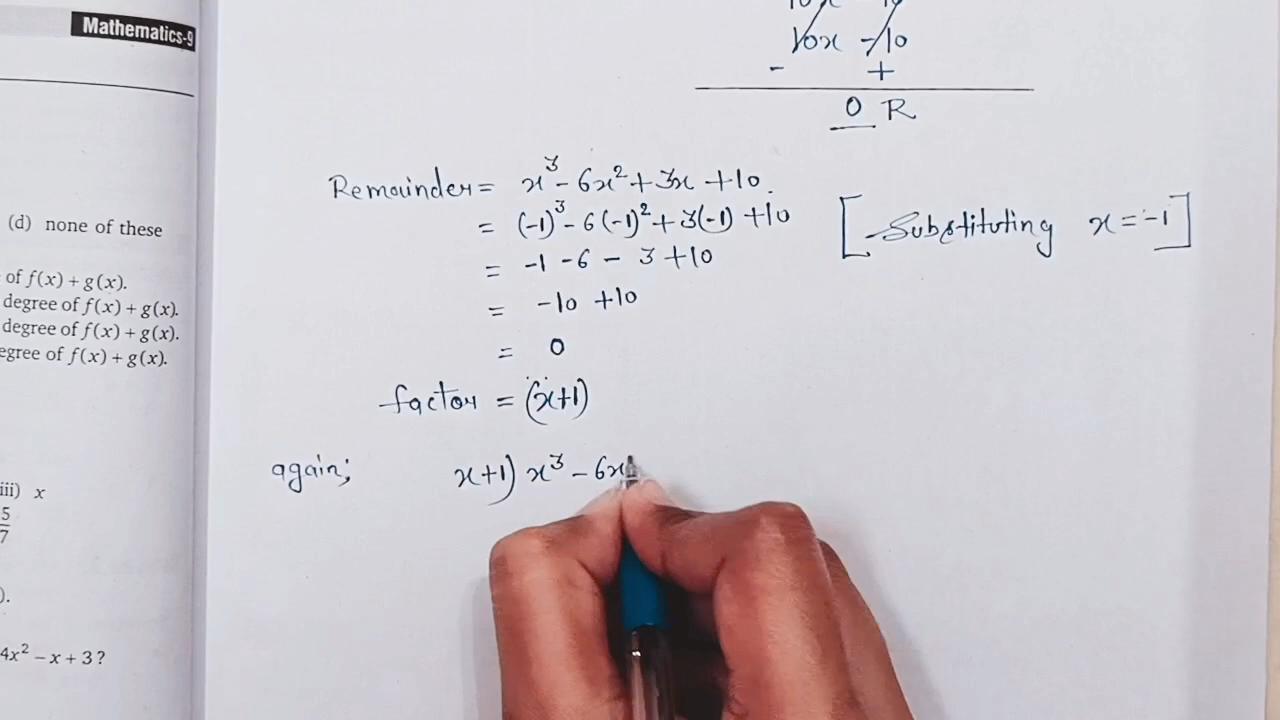 Mathematics-9
(d) none of these
of f(x) + g(x).
degree of f(x) + g(x).
degree of f(x) + g(x).
egree of f(x) + g(x).
iii) x
5
7
).
4x² – x + 3 ?
10x - 10
- +
0 R
Remainder = x³ - 6x² + 3x + 10.
= (-1)³ - 6(-1)² + 3(-1) + 10 [Substituting x = -1]
= -1 - 6 - 3 + 10
= -10 + 10
= 0
factor = (x+1)
again; x+1) x³ - 6x